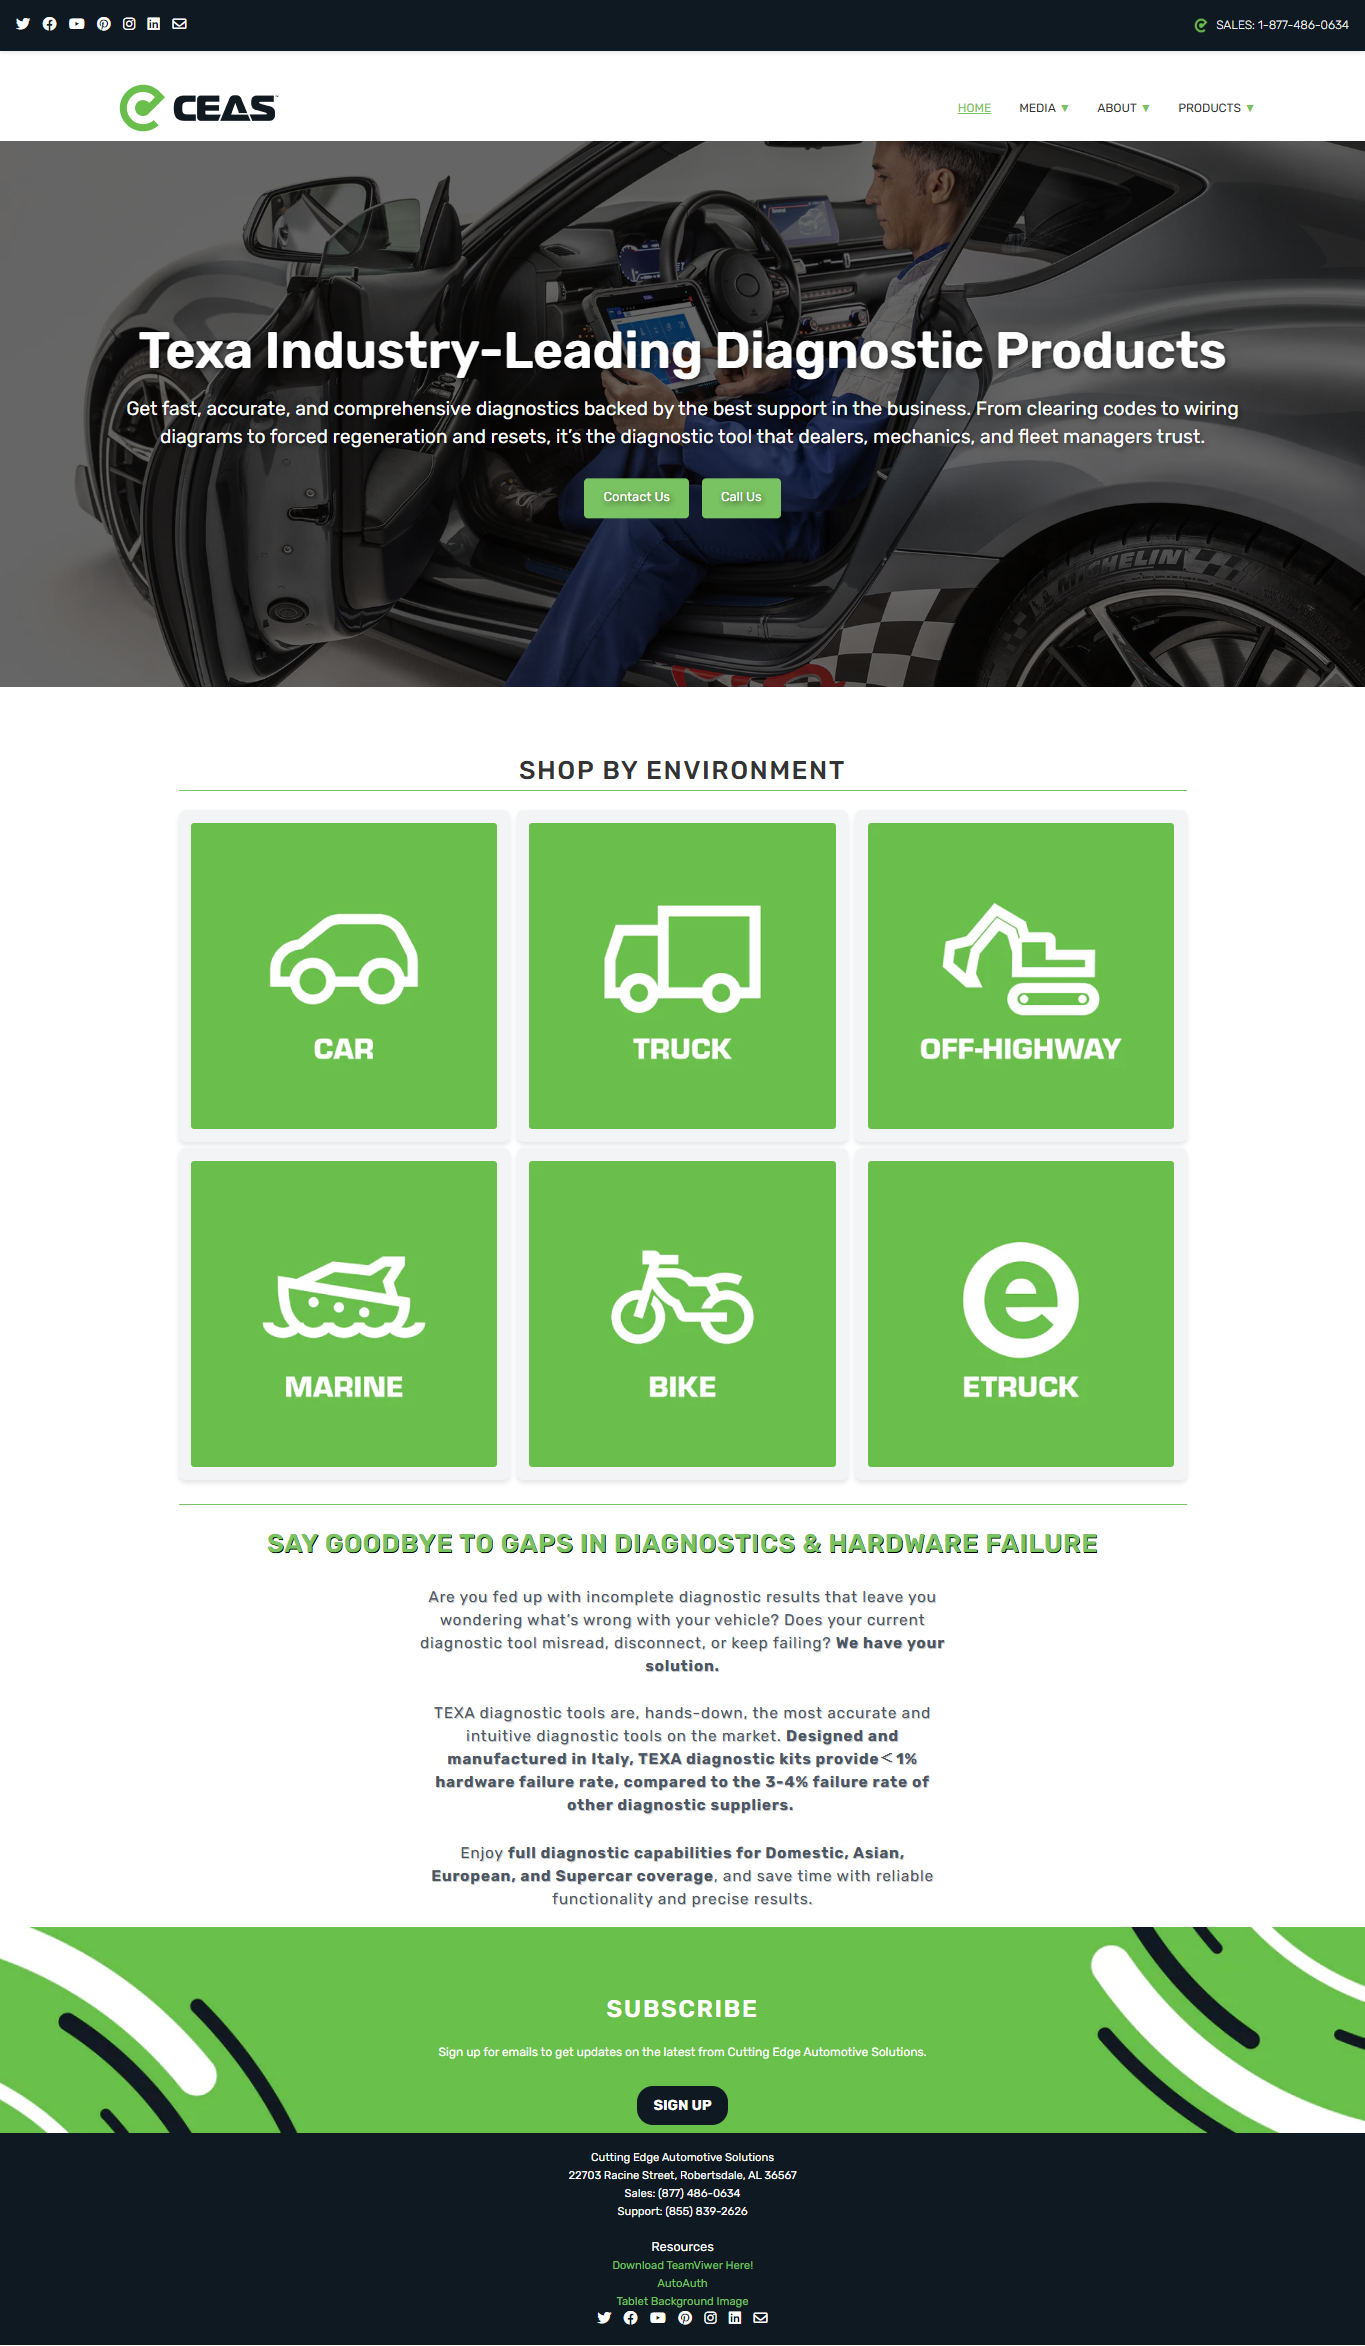 SALES: 1-877-486-0634
CEAS
HOME MEDIA ▼ ABOUT ▼ PRODUCTS ▼
Texa Industry-Leading Diagnostic Products
Get fast, accurate, and comprehensive diagnostics backed by the best support in the business. From clearing codes to wiring
diagrams to forced regeneration and resets, it's the diagnostic tool that dealers, mechanics, and fleet managers trust.
Contact Us Call Us
MICHELIN
SHOP BY ENVIRONMENT
CAR TRUCK OFF-HIGHWAY
MARINE BIKE ETRUCK
SAY GOODBYE TO GAPS IN DIAGNOSTICS & HARDWARE FAILURE
Are you fed up with incomplete diagnostic results that leave you
wondering what's wrong with your vehicle? Does your current
diagnostic tool misread, disconnect, or keep failing? We have your
solution.
TEXA diagnostic tools are, hands-down, the most accurate and
intuitive diagnostic tools on the market. Designed and
manufactured in Italy, TEXA diagnostic kits provide < 1%
hardware failure rate, compared to the 3-4% failure rate of
other diagnostic suppliers.
Enjoy full diagnostic capabilities for Domestic, Asian,
European, and Supercar coverage, and save time with reliable
functionality and precise results.
SUBSCRIBE
Sign up for emails to get updates on the latest from Cutting Edge Automotive Solutions.
SIGN UP
Cutting Edge Automotive Solutions
22703 Racine Street, Robertsdale, AL 36567
Sales: (877) 486-0634
Support: (855) 839-2626
Resources
Download TeamViwer Here!
AutoAuth
Tablet Background Image